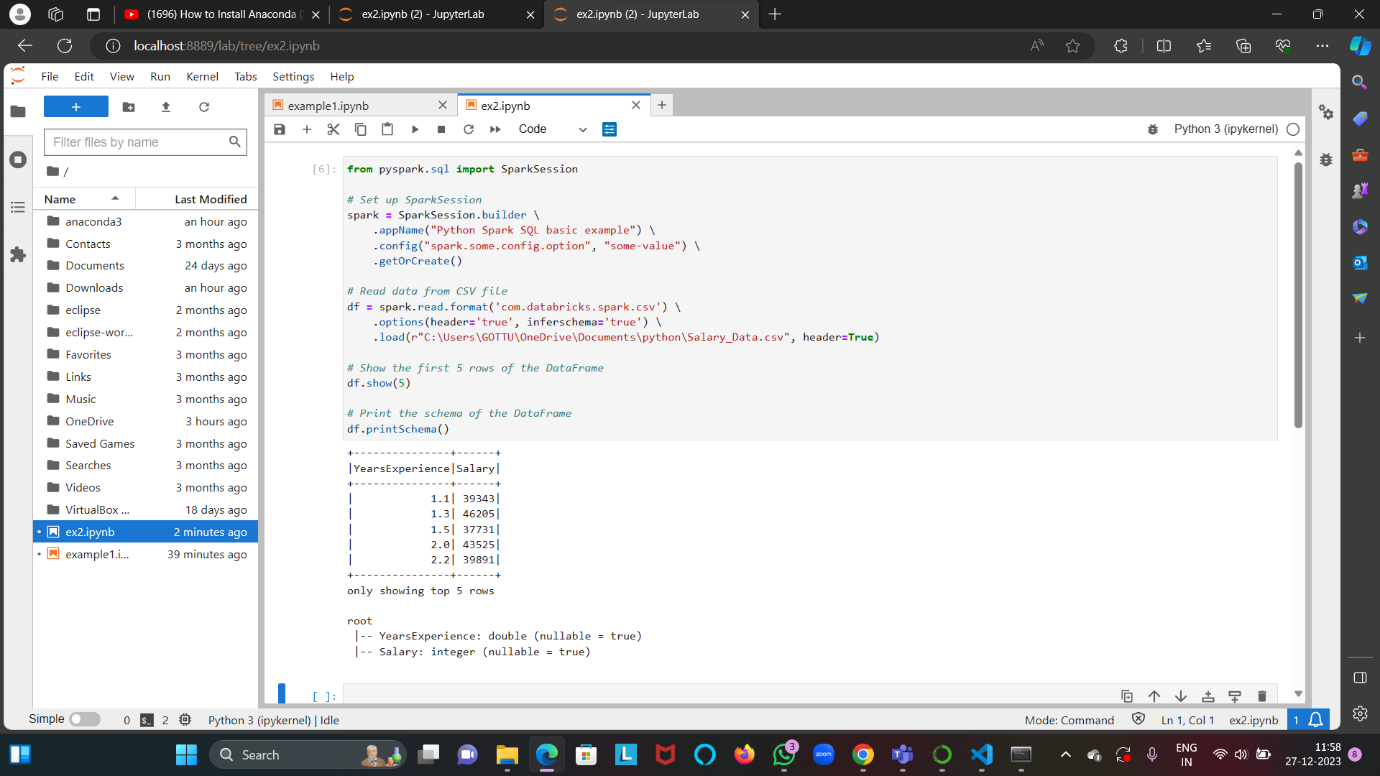 (1696) How to Install Anaconda
ex2.ipynb (2) - JupyterLab
ex2.ipynb (2) - JupyterLab
localhost:8889/lab/tree/ex2.ipynb
File Edit View Run Kernel Tabs Settings Help
example1.ipynb
ex2.ipynb
Code
Python 3 (ipykernel)
Filter files by name
/
Name Last Modified
anaconda3 an hour ago
Contacts 3 months ago
Documents 24 days ago
Downloads an hour ago
eclipse 2 months ago
eclipse-wor... 2 months ago
Favorites 3 months ago
Links 3 months ago
Music 3 months ago
OneDrive 3 hours ago
Saved Games 3 months ago
Searches 3 months ago
Videos 3 months ago
VirtualBox ... 18 days ago
ex2.ipynb 2 minutes ago
example1.i... 39 minutes ago
[6]: from pyspark.sql import SparkSession
# Set up SparkSession
spark = SparkSession.builder \
.appName("Python Spark SQL basic example") \
.config("spark.some.config.option", "some-value") \
.getOrCreate()
# Read data from CSV file
df = spark.read.format('com.databricks.spark.csv') \
.options(header='true', inferschema='true') \
.load(r"C:\Users\GOTTU\OneDrive\Documents\python\Salary_Data.csv", header=True)
# Show the first 5 rows of the DataFrame
df.show(5)
# Print the schema of the DataFrame
df.printSchema()
+---------------+------+
|YearsExperience|Salary|
+---------------+------+
|            1.1| 39343|
|            1.3| 46205|
|            1.5| 37731|
|            2.0| 43525|
|            2.2| 39891|
+---------------+------+
only showing top 5 rows
root
|-- YearsExperience: double (nullable = true)
|-- Salary: integer (nullable = true)
[ ]:
Simple 0 2 Python 3 (ipykernel) | Idle Mode: Command Ln 1, Col 1 ex2.ipynb 1
Search
3
zoom
ENG
IN
11:58
27-12-2023
8